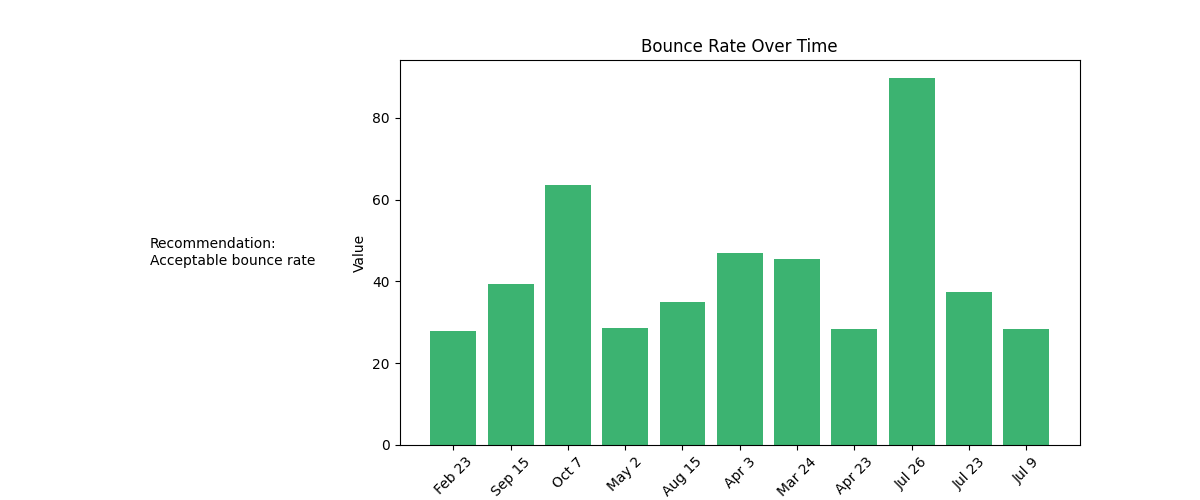 Bounce Rate Over Time
Recommendation:
Acceptable bounce rate
Value
80
60
40
20
0
Feb 23
Sep 15
Oct 7
May 2
Aug 15
Apr 3
Mar 24
Apr 23
Jul 26
Jul 23
Jul 9